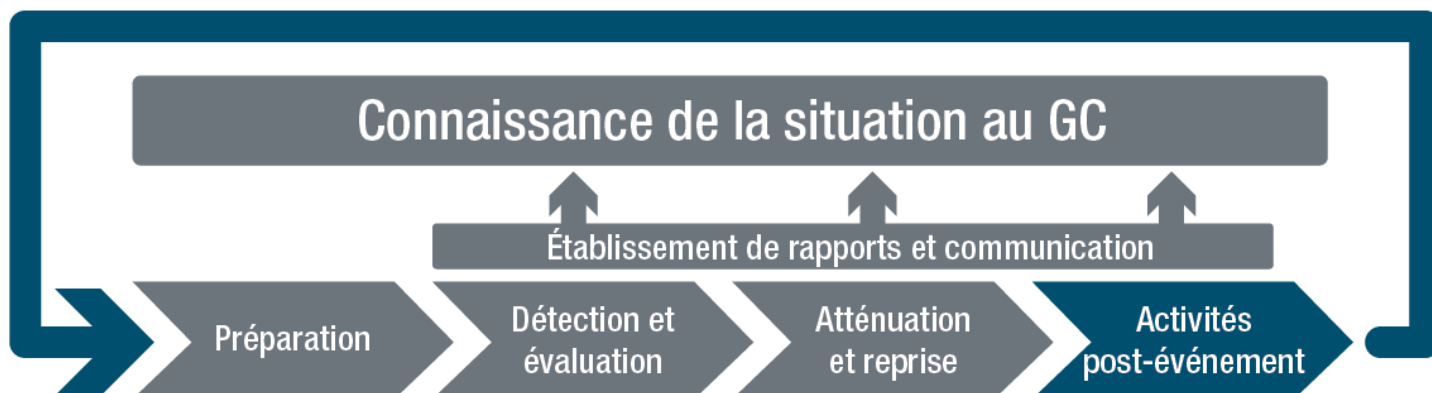 Connaissance de la situation au GC
Établissement de rapports et communication
Préparation
Détection et
évaluation
Atténuation
et reprise
Activités
post-événement